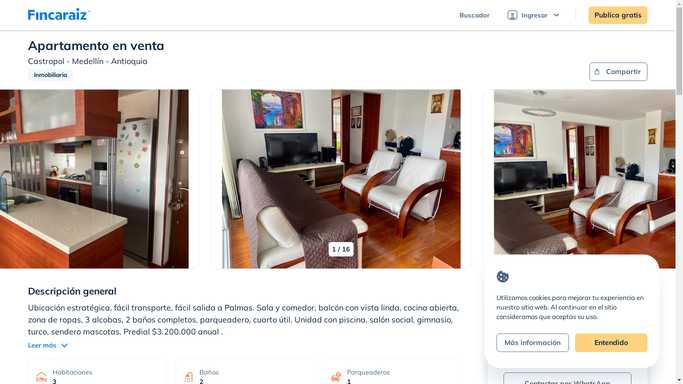 Fincaraiz
Buscador
Ingresar
Publica gratis
Apartamento en venta
Castropol - Medellín - Antioquia
Inmobiliaria
Compartir
1 / 16
Descripción general
Ubicación estratégica, fácil transporte, fácil salida a Palmas. Sala y comedor, balcón con vista linda, cocina abierta,
zona de ropas, 3 alcobas, 2 baños completos, parqueadero, cuarto útil. Unidad con piscina, salón social, gimnasio,
turco, sendero mascotas. Predial $3.200.000 anual .
Leer más
Habitaciones
3
Baños
2
Parqueaderos
1
Utilizamos cookies para mejorar tu experiencia en
nuestro sitio web. Al continuar en el sitio
consideramos que aceptas su uso.
Más información
Entendido
Contactar por WhatsApp